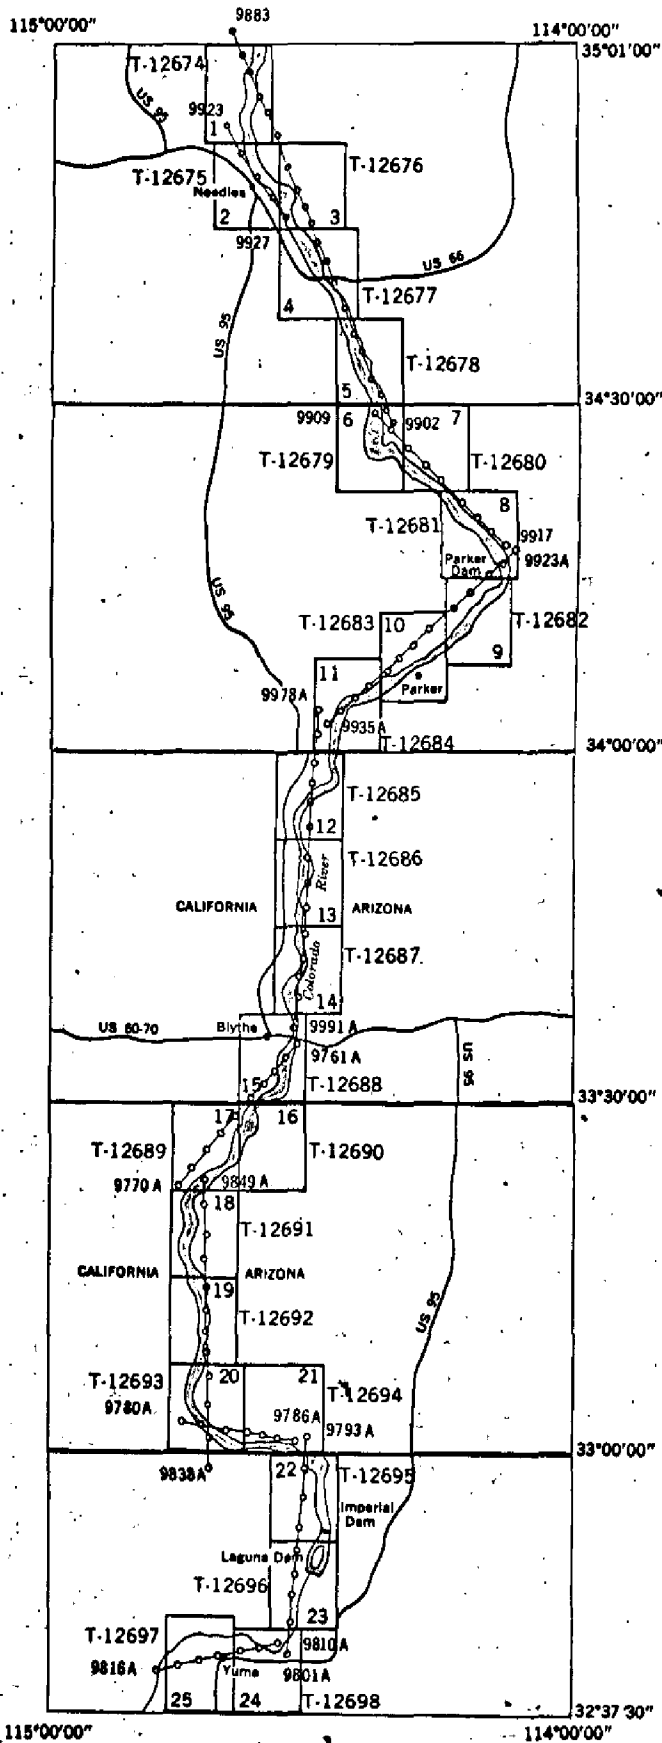 9883
115°00'00"
114°00'00"
35°01'00"
T-12674
US 95
9923
1
T-12675
T-12676
Needles
2
3
9927
US 66
4
T-12677
US 95
T-12678
5
34°30'00"
9909
6
9902
7
T-12679
T-12680
8
T-12681
9917
Parker
Dam
9923A
US 95
T-12683
10
T-12682
9
11
9978A
Parker
9935A
T-12684
34°00'00"
T-12685
12
T-12686
River
CALIFORNIA
ARIZONA
13
T-12687
Colorado
14
US 60-70
Blythe
9991A
9761A
US 95
15
T-12688
33°30'00"
17
16
T-12689
T-12690
9770A
9849A
18
T-12691
CALIFORNIA
ARIZONA
19
T-12692
US 95
20
21
T-12693
T-12694
9780A
9786A
9793A
33°00'00"
9838A
22
T-12695
Imperial
Dam
Laguna Dam
T-12696
23
T-12697
9810A
9816A
Yuma
9801A
25
24
T-12698
32°37'30"
115°00'00"
114°00'00"